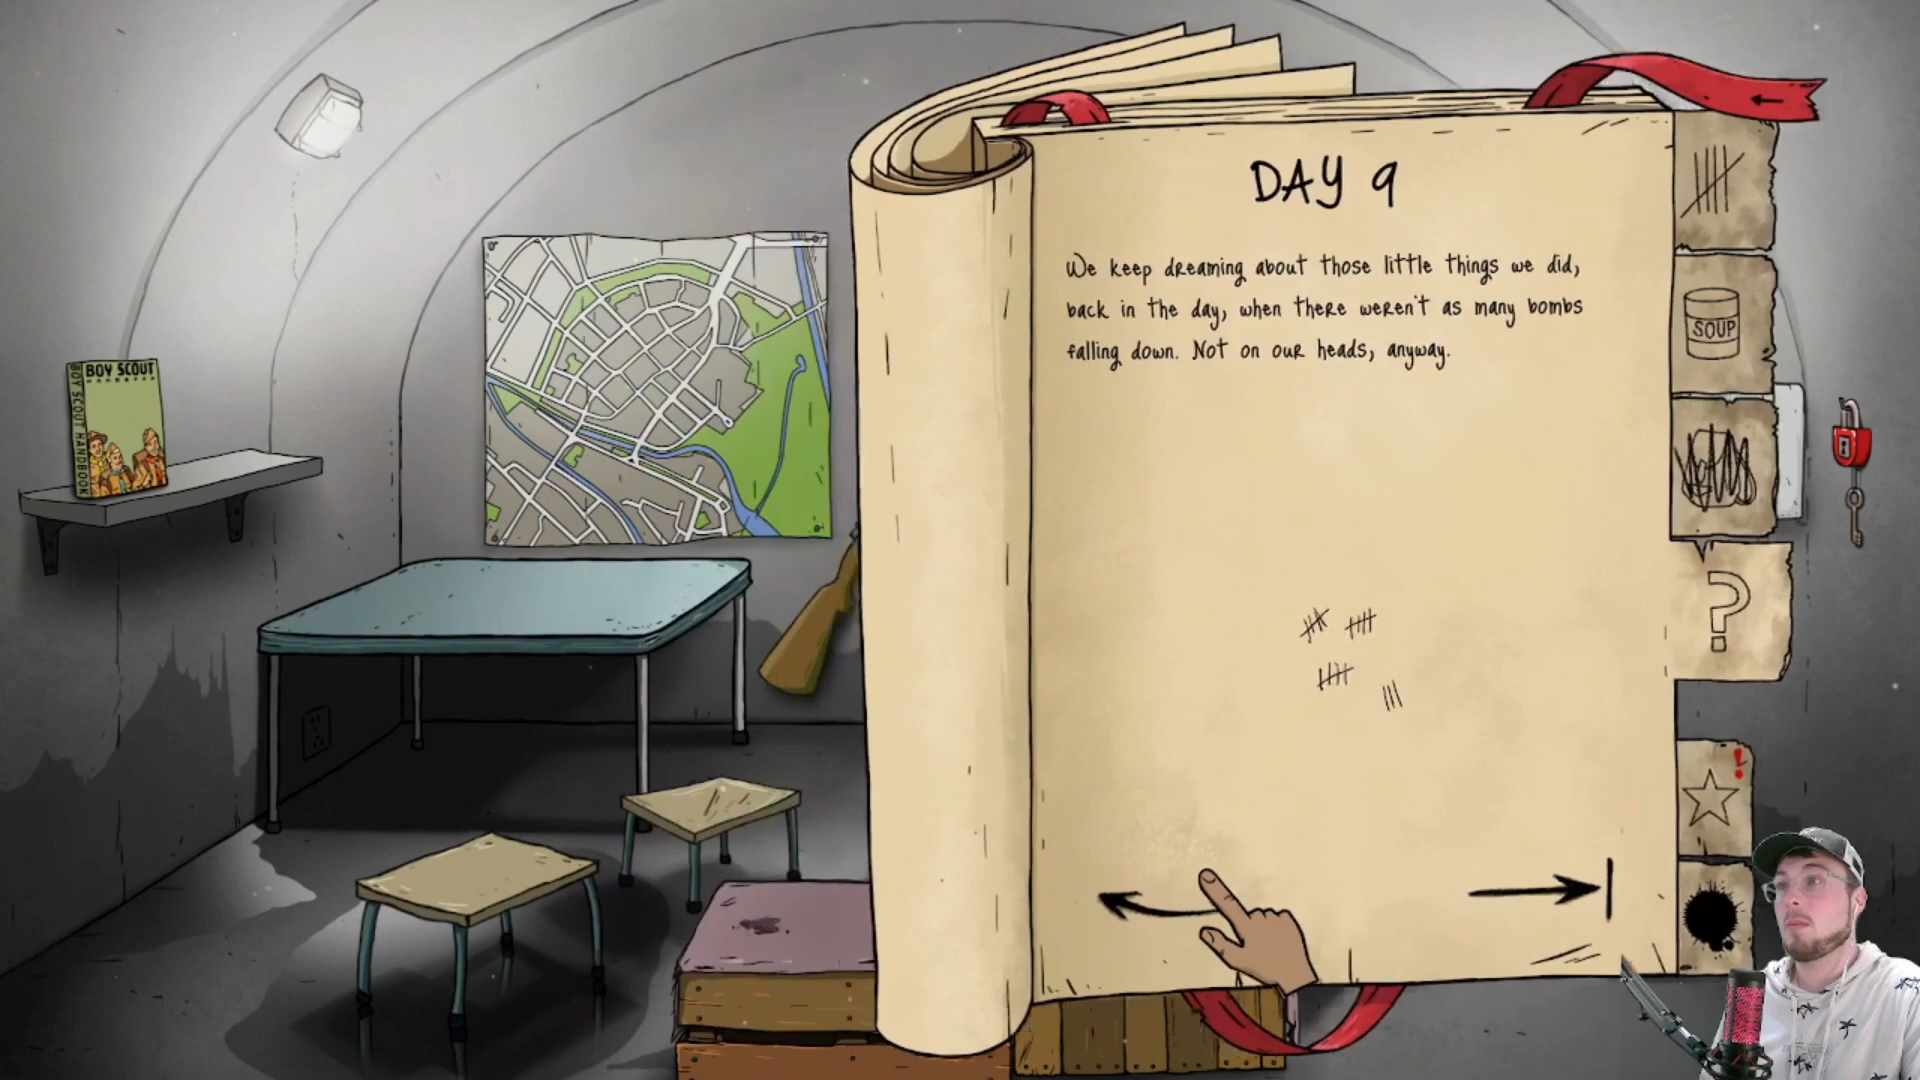 BOY SCOUT
HANDBOOK
BOY SCOUT HANDBOOK
DAY 9
We keep dreaming about those little things we did,
back in the day, when there weren't as many bombs
falling down. Not on our heads, anyway.
SOUP
?
!